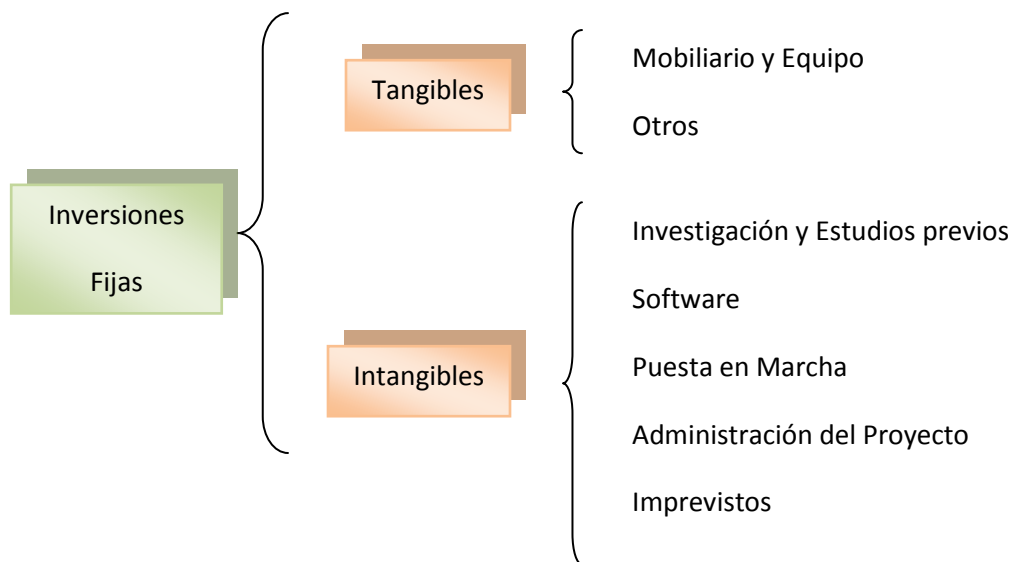 Inversiones
Fijas
Tangibles
Mobiliario y Equipo
Otros
Intangibles
Investigación y Estudios previos
Software
Puesta en Marcha
Administración del Proyecto
Imprevistos